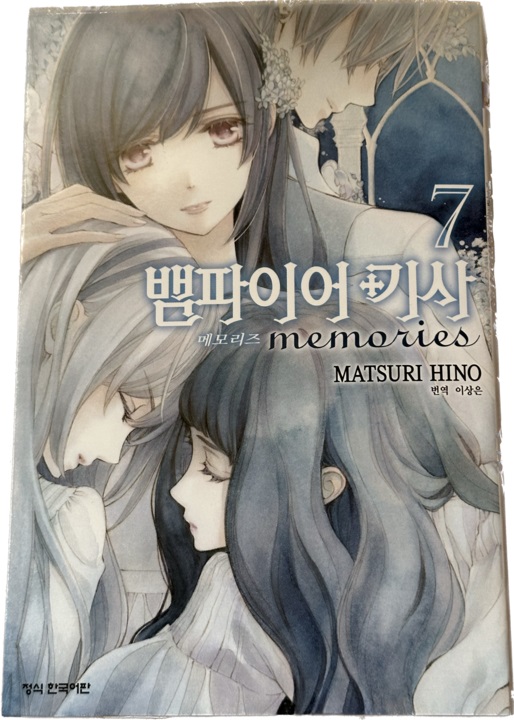 7
뱀파이어 기사
메모리즈 memories
MATSURI HINO
번역 이상은
정식 한국어판